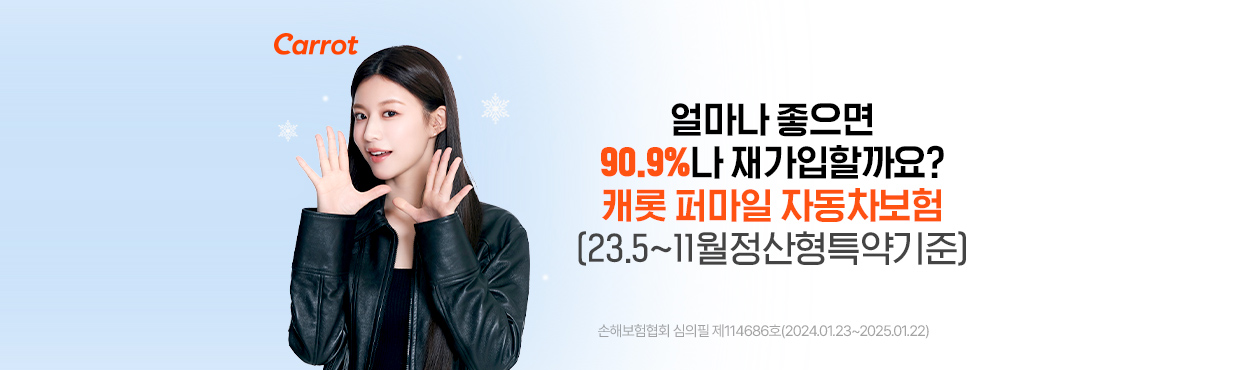 Carrot
얼마나 좋으면
90.9%나 재가입할까요?
캐롯 퍼마일 자동차보험
(23.5~11월정산형특약기준)
손해보험협회 심의필 제114686호(2024.01.23~2025.01.22)